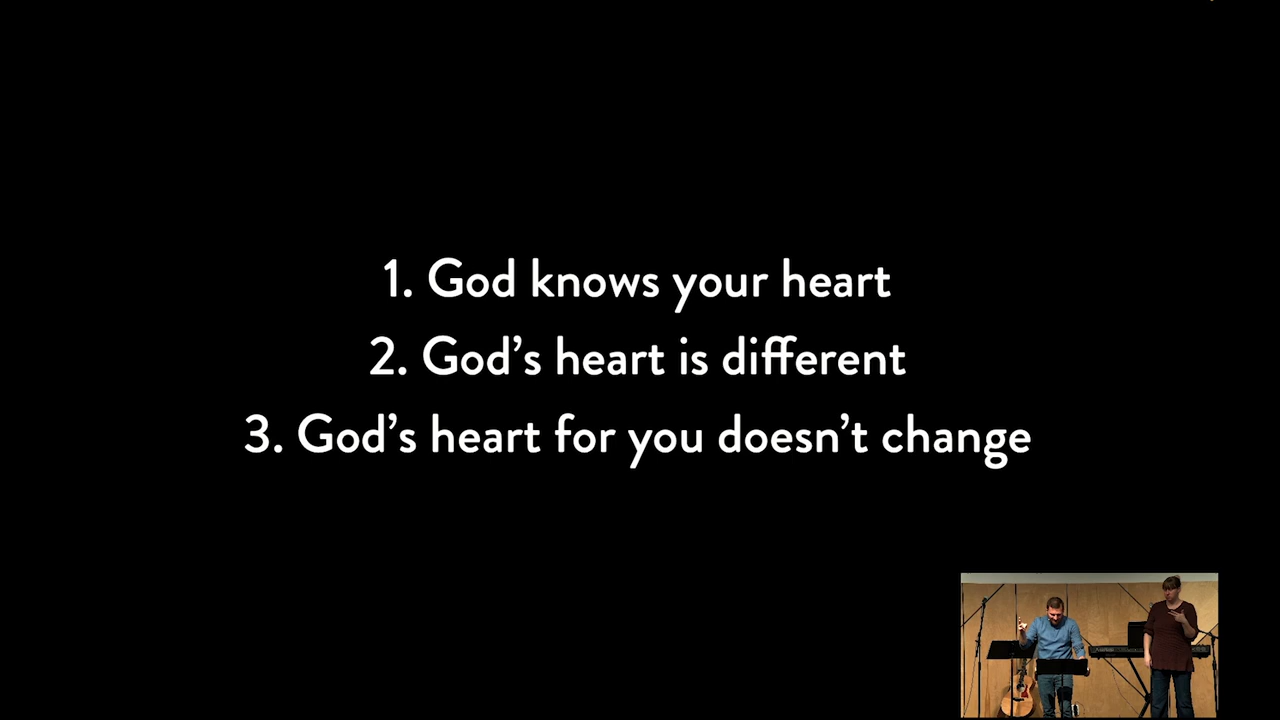 1. God knows your heart
2. God’s heart is different
3. God’s heart for you doesn’t change